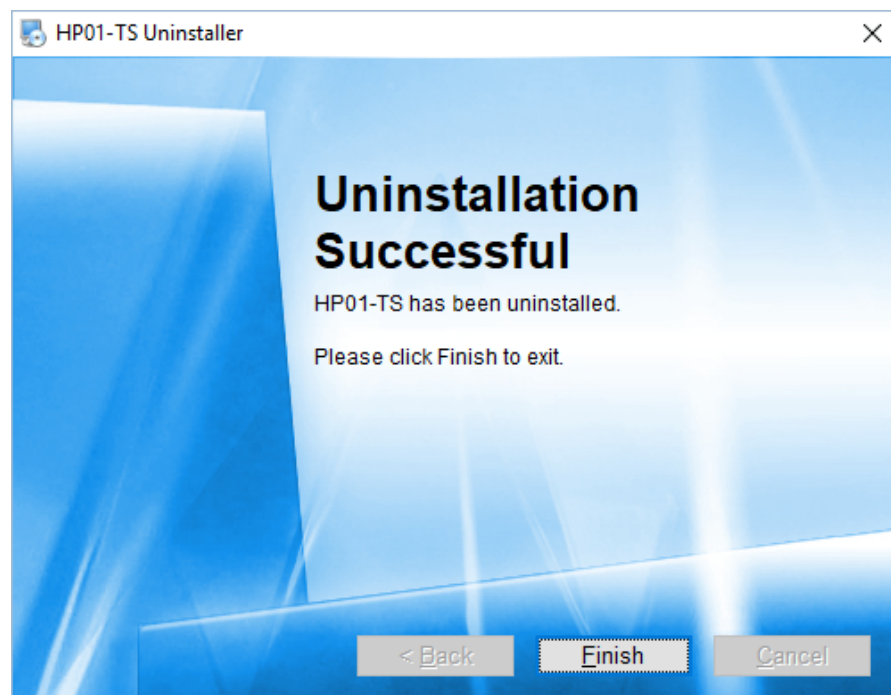 HP01-TS Uninstaller
Uninstallation
Successful
HP01-TS has been uninstalled.
Please click Finish to exit.
< Back
Finish
Cancel